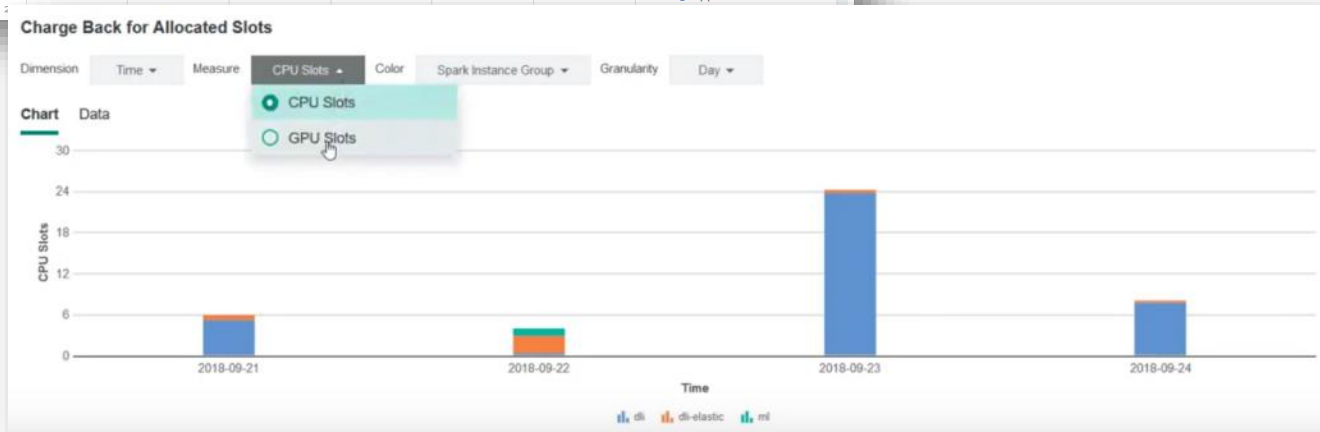 Charge Back for Allocated Slots
Dimension Time Measure CPU Slots Color Spark Instance Group Granularity Day
CPU Slots
GPU Slots
Chart Data
30
24
18
12
6
0
CPU Slots
2018-09-21 2018-09-22 2018-09-23 2018-09-24
Time
dli dli-elastic ml